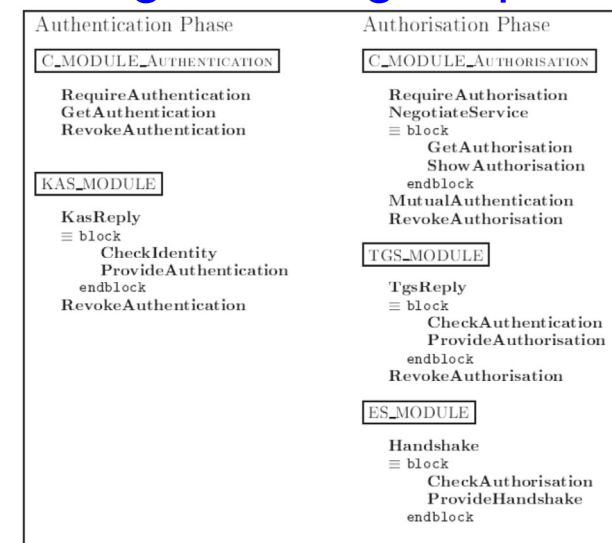 Authentication Phase
C_MODULE_AUTHENTICATION
RequireAuthentication
GetAuthentication
RevokeAuthentication
KAS_MODULE
KasReply
≡ block
CheckIdentity
ProvideAuthentication
endblock
RevokeAuthentication
Authorisation Phase
C_MODULE_AUTHORISATION
RequireAuthorisation
NegotiateService
≡ block
GetAuthorisation
ShowAuthorisation
endblock
MutualAuthentication
RevokeAuthorisation
TGS_MODULE
TgsReply
≡ block
CheckAuthentication
ProvideAuthorisation
endblock
RevokeAuthorisation
ES_MODULE
Handshake
≡ block
CheckAuthorisation
ProvideHandshake
endblock